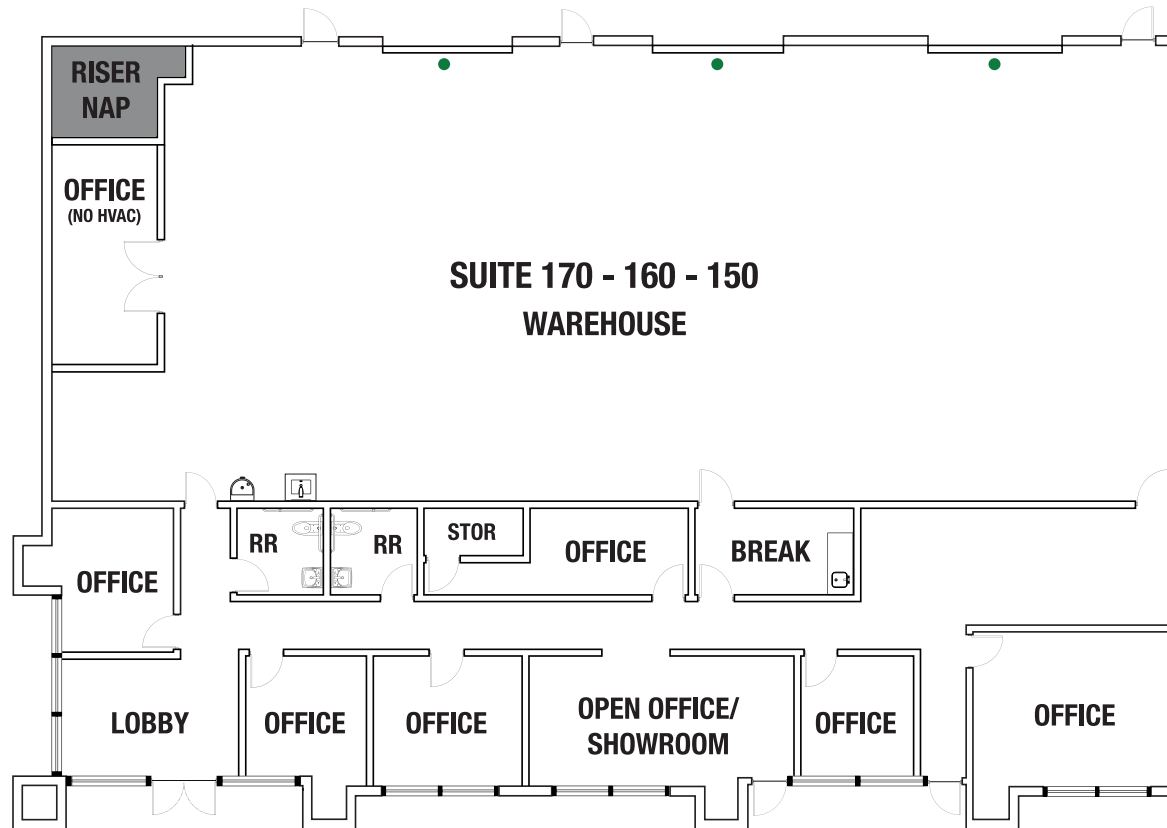 RISER
NAP
OFFICE
(NO HVAC)
SUITE 170 - 160 - 150
WAREHOUSE
RR
RR
STOR
OFFICE
BREAK
OFFICE
LOBBY
OFFICE
OFFICE
OPEN OFFICE/
SHOWROOM
OFFICE
OFFICE